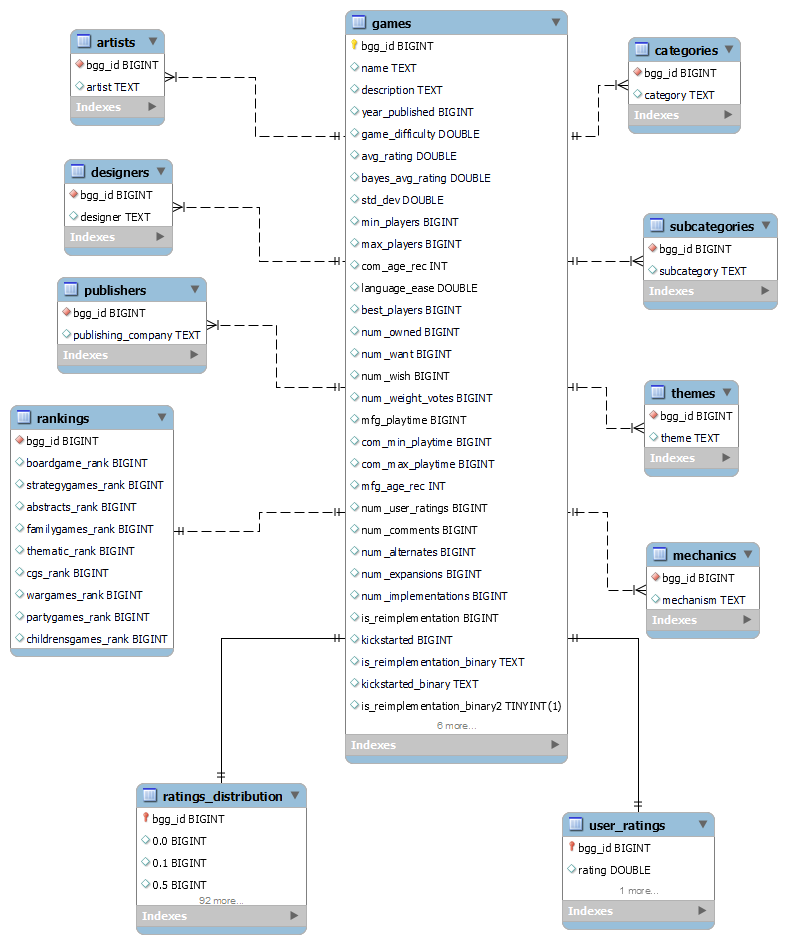 artists
bgg_id BIGINT
artist TEXT
Indexes
designers
bgg_id BIGINT
designer TEXT
Indexes
publishers
bgg_id BIGINT
publishing_company TEXT
Indexes
rankings
bgg_id BIGINT
boardgame_rank BIGINT
strategygames_rank BIGINT
abstracts_rank BIGINT
familygames_rank BIGINT
thematic_rank BIGINT
cgs_rank BIGINT
wargames_rank BIGINT
partygames_rank BIGINT
childrensgames_rank BIGINT
games
bgg_id BIGINT
name TEXT
description TEXT
year_published BIGINT
game_difficulty DOUBLE
avg_rating DOUBLE
bayes_avg_rating DOUBLE
std_dev DOUBLE
min_players BIGINT
max_players BIGINT
com_age_rec INT
language_ease DOUBLE
best_players BIGINT
num_owned BIGINT
num_want BIGINT
num_wish BIGINT
num_weight_votes BIGINT
mfg_playtime BIGINT
com_min_playtime BIGINT
com_max_playtime BIGINT
mfg_age_rec INT
num_user_ratings BIGINT
num_comments BIGINT
num_alternates BIGINT
num_expansions BIGINT
num_implementations BIGINT
is_reimplementation BIGINT
kickstarted BIGINT
is_reimplementation_binary TEXT
kickstarted_binary TEXT
is_reimplementation_binary2 TINYINT(1)
6 more...
Indexes
categories
bgg_id BIGINT
category TEXT
Indexes
subcategories
bgg_id BIGINT
subcategory TEXT
Indexes
themes
bgg_id BIGINT
theme TEXT
Indexes
mechanics
bgg_id BIGINT
mechanism TEXT
Indexes
ratings_distribution
bgg_id BIGINT
0.0 BIGINT
0.1 BIGINT
0.5 BIGINT
92 more...
Indexes
user_ratings
bgg_id BIGINT
rating DOUBLE
1 more...
Indexes